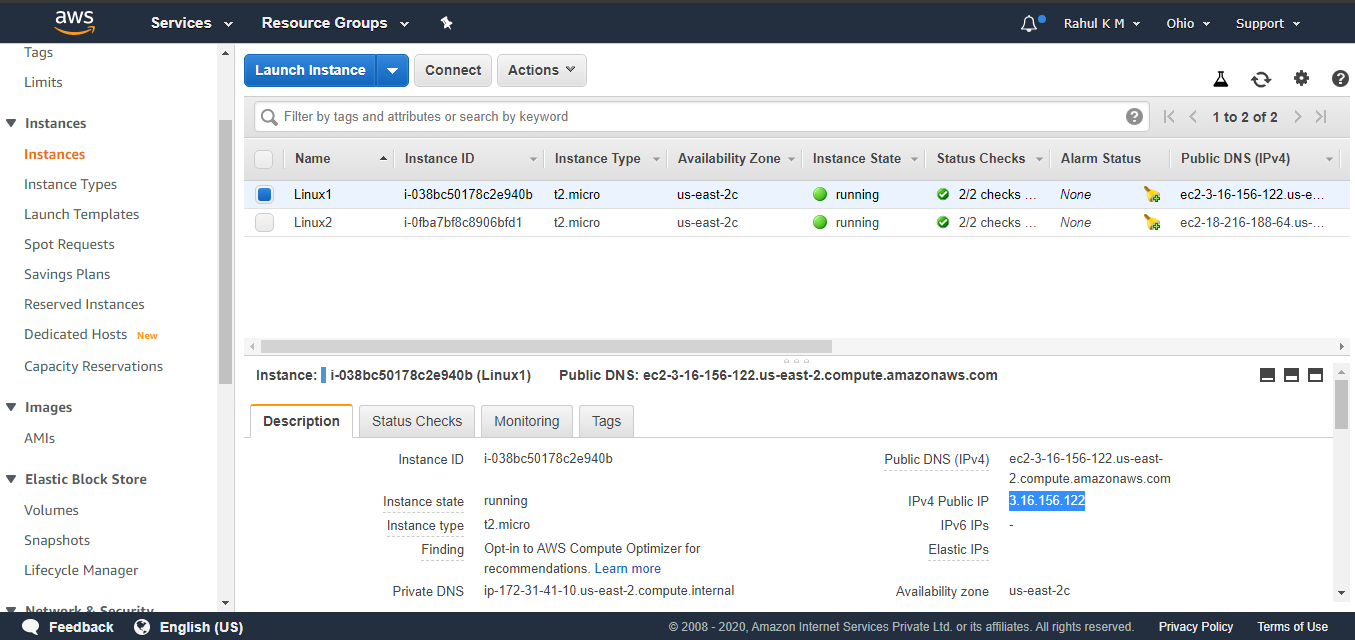 aws Services Resource Groups Rahul K M Ohio Support
Tags
Limits
Instances
Instances
Instance Types
Launch Templates
Spot Requests
Savings Plans
Reserved Instances
Dedicated Hosts New
Capacity Reservations
Images
AMIs
Elastic Block Store
Volumes
Snapshots
Lifecycle Manager
Network & Security
Launch Instance Connect Actions
Filter by tags and attributes or search by keyword ? 1 to 2 of 2
Name Instance ID Instance Type Availability Zone Instance State Status Checks Alarm Status Public DNS (IPv4)
Linux1 i-038bc50178c2e940b t2.micro us-east-2c running 2/2 checks ... None ec2-3-16-156-122.us-e...
Linux2 i-0fba7bf8c8906bfd1 t2.micro us-east-2c running 2/2 checks ... None ec2-18-216-188-64.us-...
Instance: i-038bc50178c2e940b (Linux1) Public DNS: ec2-3-16-156-122.us-east-2.compute.amazonaws.com
Description Status Checks Monitoring Tags
Instance ID i-038bc50178c2e940b
Instance state running
Instance type t2.micro
Finding Opt-in to AWS Compute Optimizer for
recommendations. Learn more
Private DNS ip-172-31-41-10.us-east-2.compute.internal
Public DNS (IPv4) ec2-3-16-156-122.us-east-
2.compute.amazonaws.com
IPv4 Public IP 3.16.156.122
IPv6 IPs -
Elastic IPs
Availability zone us-east-2c
Feedback English (US) © 2008 - 2020, Amazon Internet Services Private Ltd. or its affiliates. All rights reserved. Privacy Policy Terms of Use